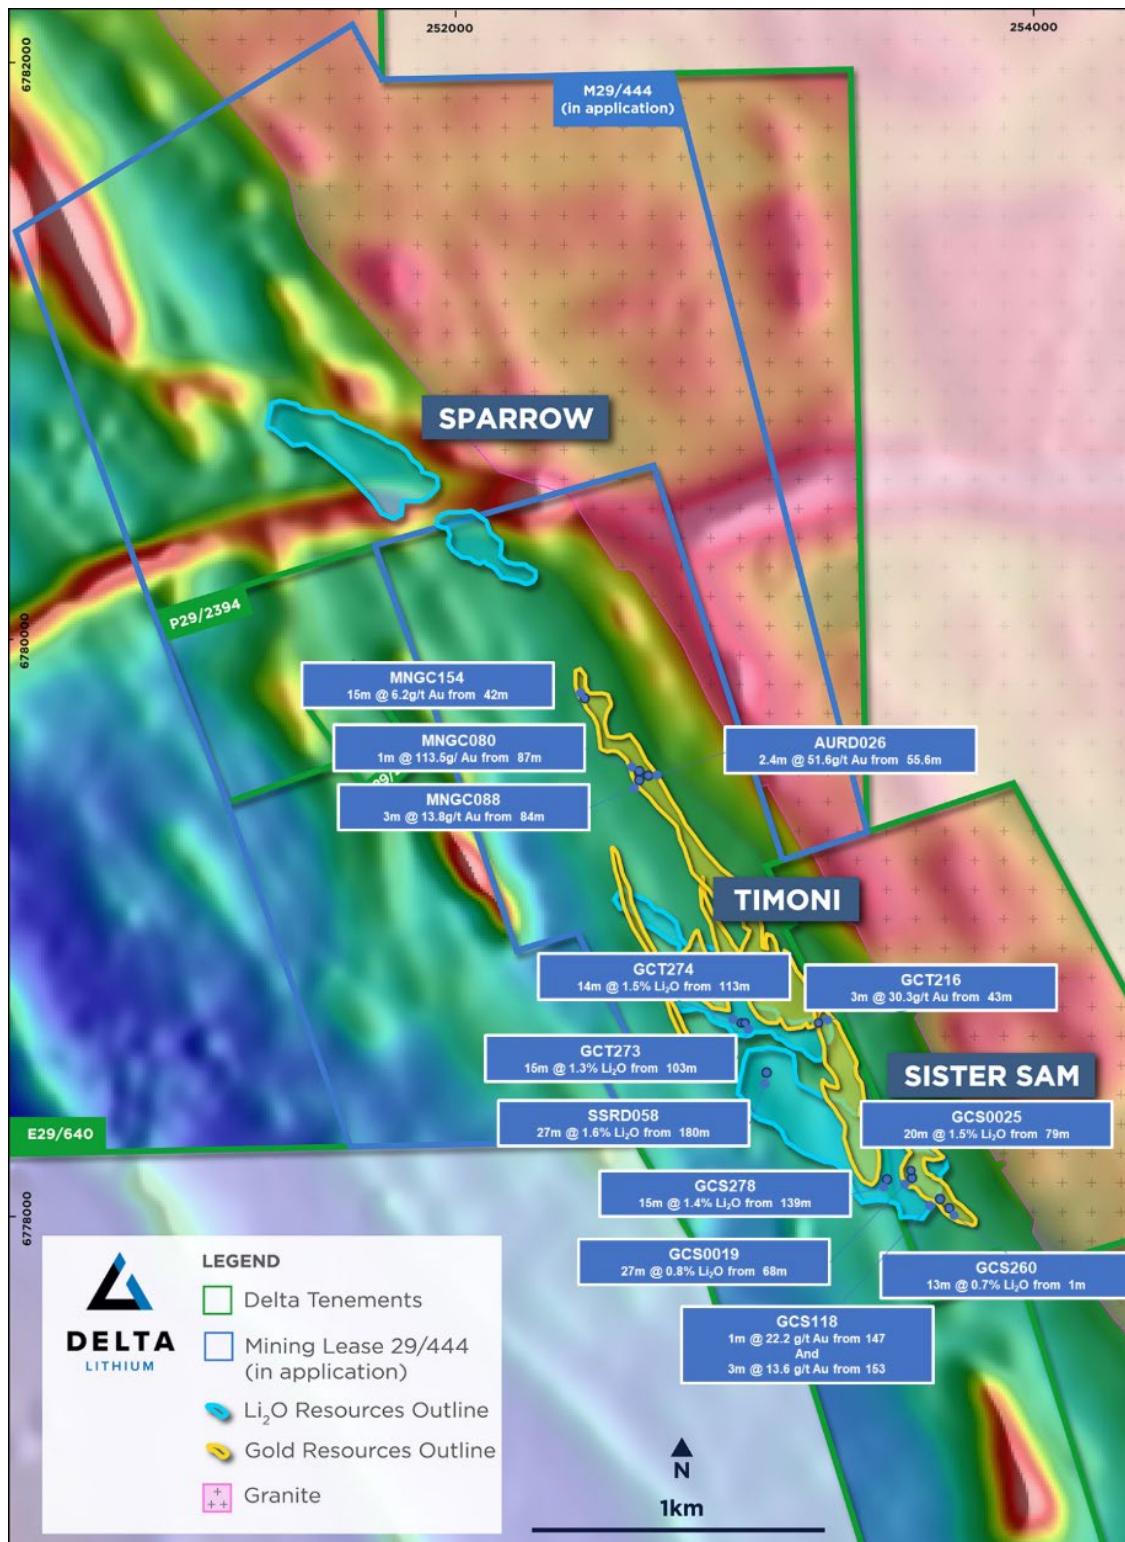 252000
254000
6782000
M29/444
(in application)
SPARROW
P29/2394
6780000
MNGC154
15m @ 6.2g/t Au from 42m
MNGC080
1m @ 113.5g/ Au from 87m
AURD026
2.4m @ 51.6g/t Au from 55.6m
MNGC088
3m @ 13.8g/t Au from 84m
TIMONI
GCT274
14m @ 1.5% Li₂O from 113m
GCT216
3m @ 30.3g/t Au from 43m
GCT273
15m @ 1.3% Li₂O from 103m
SISTER SAM
SSRD058
27m @ 1.6% Li₂O from 180m
GCS0025
20m @ 1.5% Li₂O from 79m
E29/640
GCS278
15m @ 1.4% Li₂O from 139m
6778000
GCS0019
27m @ 0.8% Li₂O from 68m
GCS260
13m @ 0.7% Li₂O from 1m
GCS118
1m @ 22.2 g/t Au from 147
And
3m @ 13.6 g/t Au from 153
DELTA
LITHIUM
LEGEND
Delta Tenements
Mining Lease 29/444
(in application)
Li₂O Resources Outline
Gold Resources Outline
Granite
N
1km